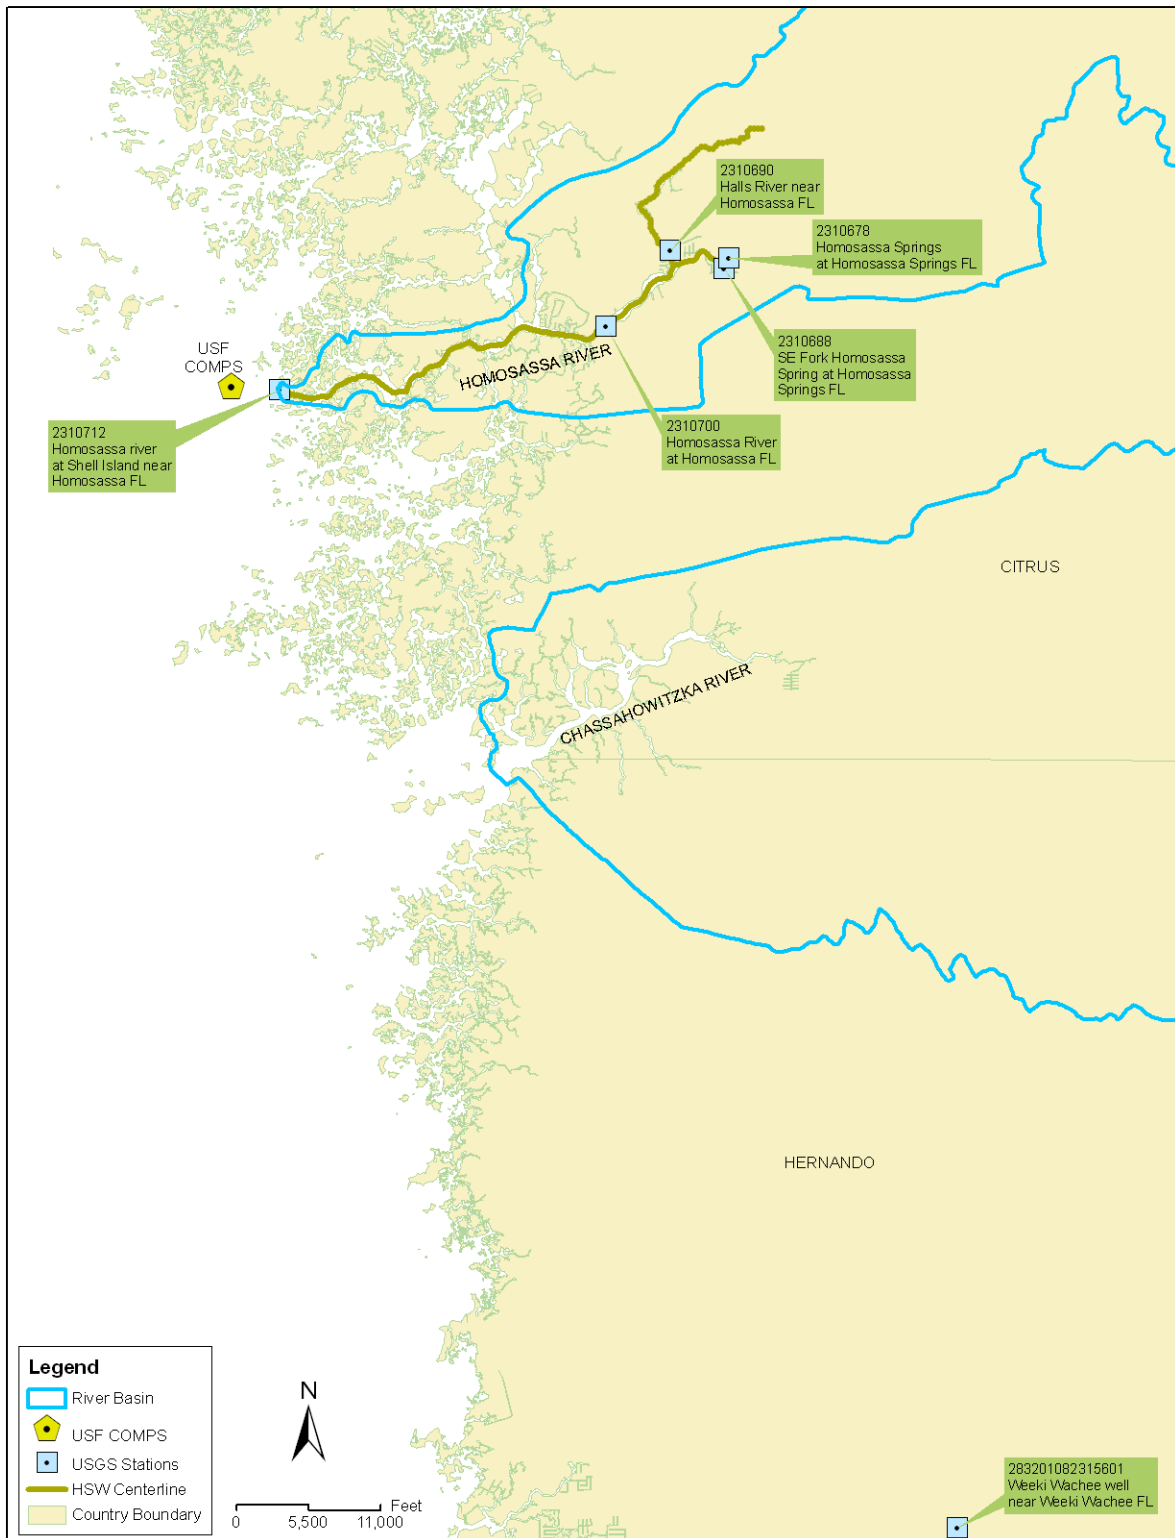 2310690
Halls River near
Homosassa FL
2310678
Homosassa Springs
at Homosassa Springs FL
2310688
SE Fork Homosassa
Spring at Homosassa
Springs FL
USF
COMPS
HOMOSASSA RIVER
2310712
Homosassa river
at Shell Island near
Homosassa FL
2310700
Homosassa River
at Homosassa FL
CITRUS
CHASSAHOWITZKA RIVER
HERNANDO
Legend
River Basin
USF COMPS
USGS Stations
HSW Centerline
Country Boundary
N
Feet
0 5,500 11,000
283201082315601
Weeki Wachee well
near Weeki Wachee FL